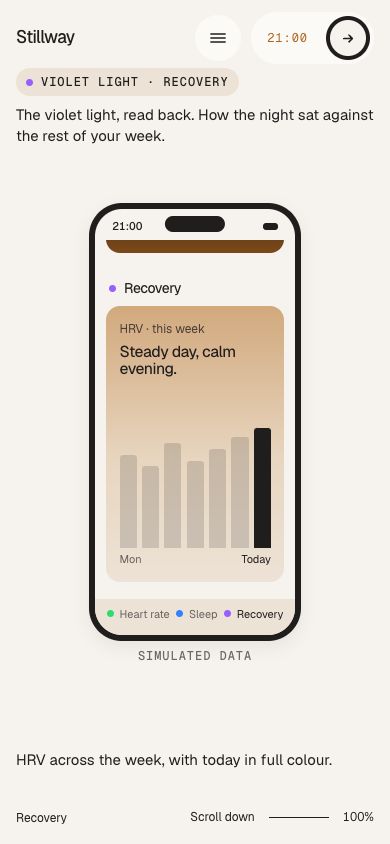 Stillway
21:00
VIOLET LIGHT · RECOVERY
The violet light, read back. How the night sat against
the rest of your week.
21:00
Recovery
HRV · this week
Steady day, calm
evening.
Mon
Today
Heart rate
Sleep
Recovery
SIMULATED DATA
HRV across the week, with today in full colour.
Recovery
Scroll down
100%